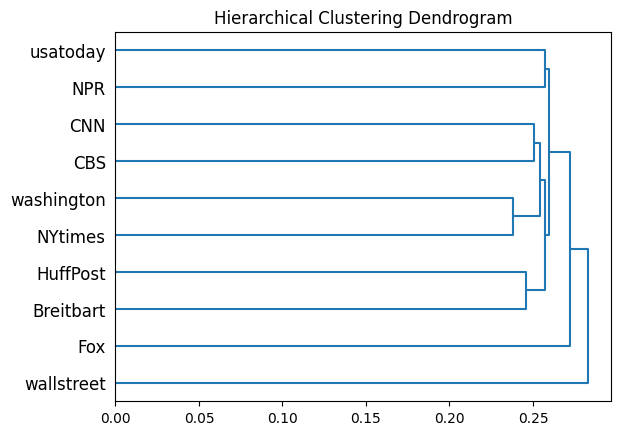 Hierarchical Clustering Dendrogram
usatoday
NPR
CNN
CBS
washington
NYtimes
HuffPost
Breitbart
Fox
wallstreet
0.00 0.05 0.10 0.15 0.20 0.25